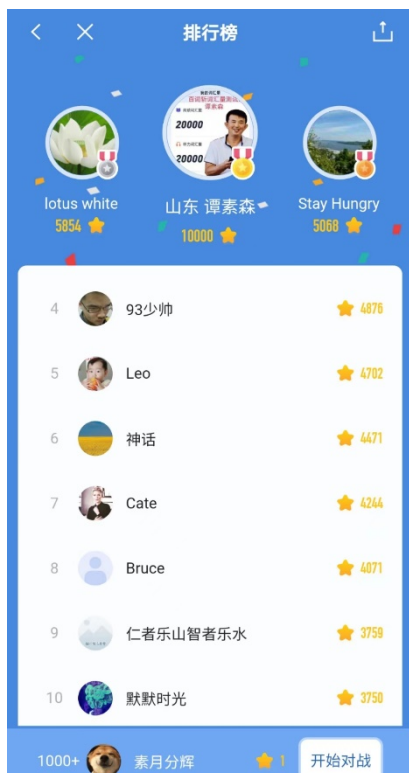 排行榜
20000
20000
lotus white
5854
山东 谭素森
10000
Stay Hungry
5068
4 93少帅 4876
5 Leo 4702
6 神话 4471
7 Cate 4244
8 Bruce 4071
9 仁者乐山智者乐水 3759
10 默默时光 3750
1000+ 素月分辉 1 开始对战